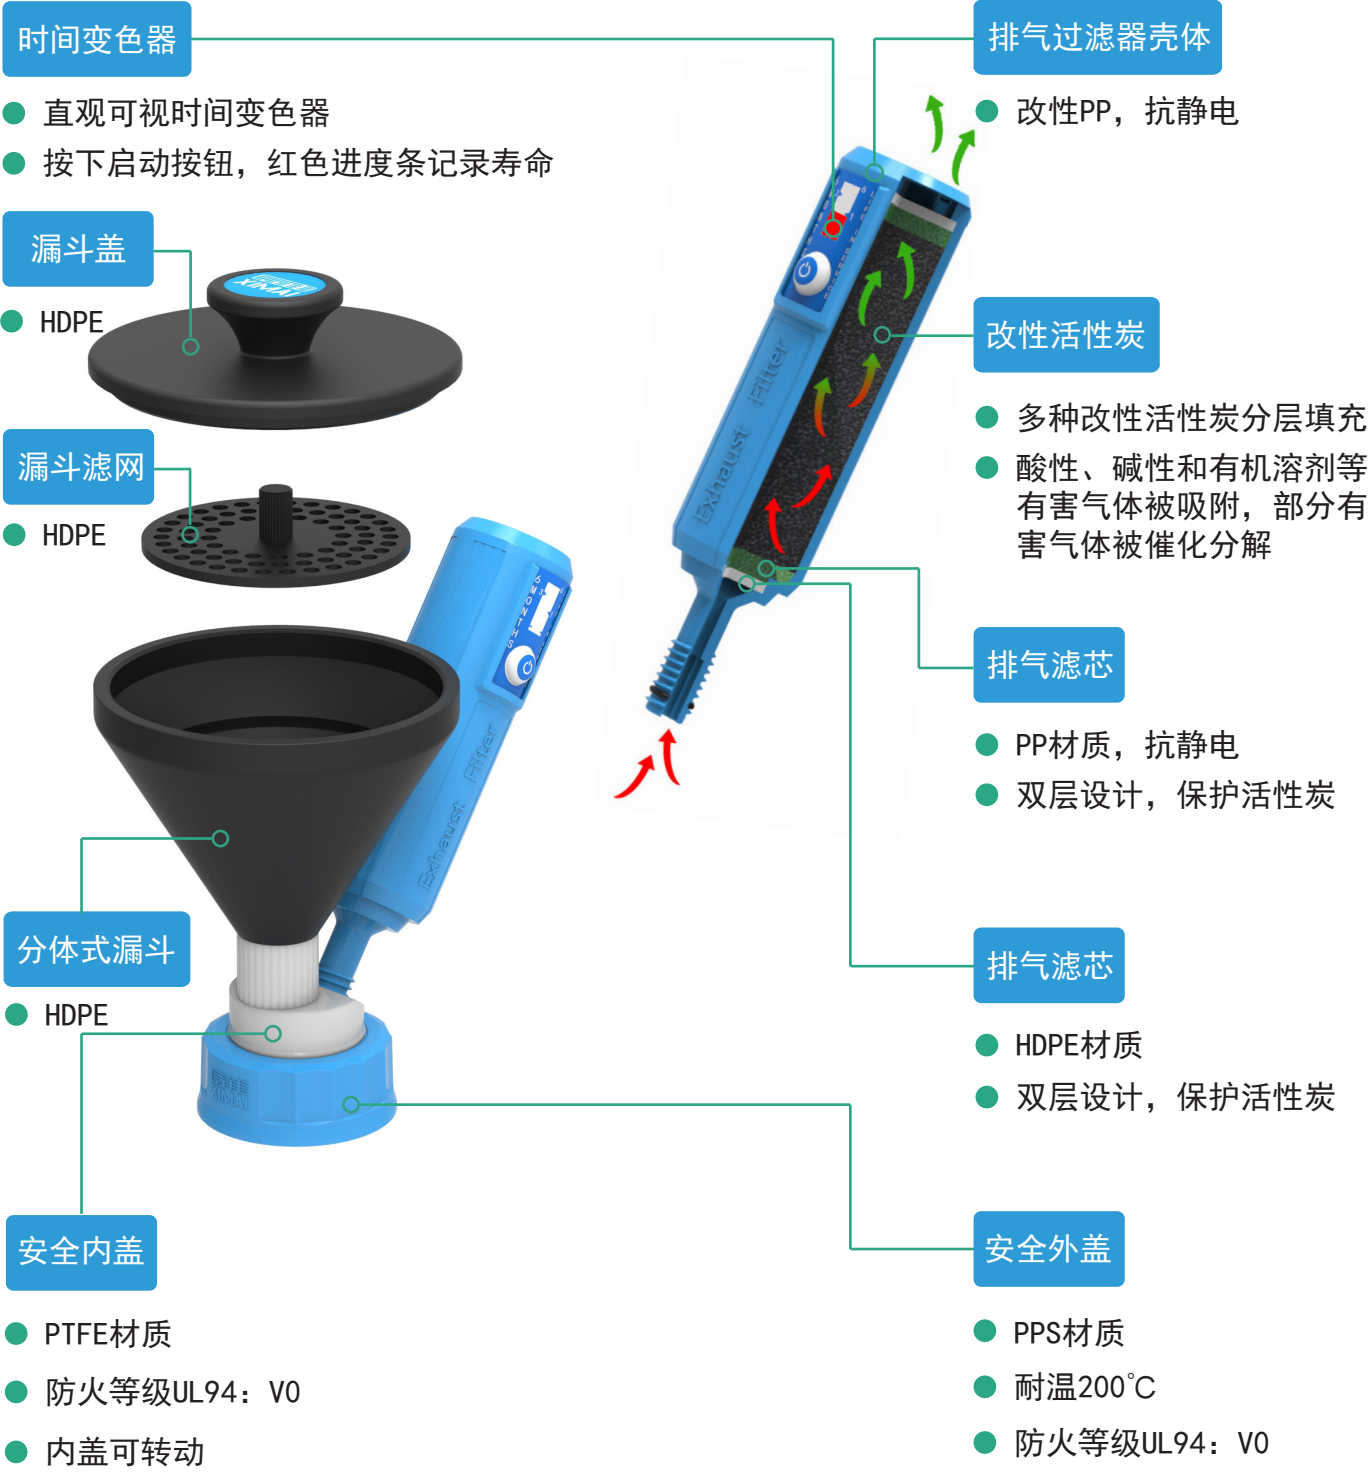 时间变色器
直观可视时间变色器
按下启动按钮，红色进度条记录寿命
漏斗盖
HDPE
XIMAI
漏斗滤网
HDPE
6
3
MONTHS
Exhaust Filter
分体式漏斗
HDPE
XIMAI
安全内盖
PTFE材质
防火等级UL94：V0
内盖可转动
排气过滤器壳体
改性PP，抗静电
Exhaust Filter
改性活性炭
多种改性活性炭分层填充
酸性、碱性和有机溶剂等
有害气体被吸附，部分有
害气体被催化分解
排气滤芯
PP材质，抗静电
双层设计，保护活性炭
排气滤芯
HDPE材质
双层设计，保护活性炭
安全外盖
PPS材质
耐温200℃
防火等级UL94：V0